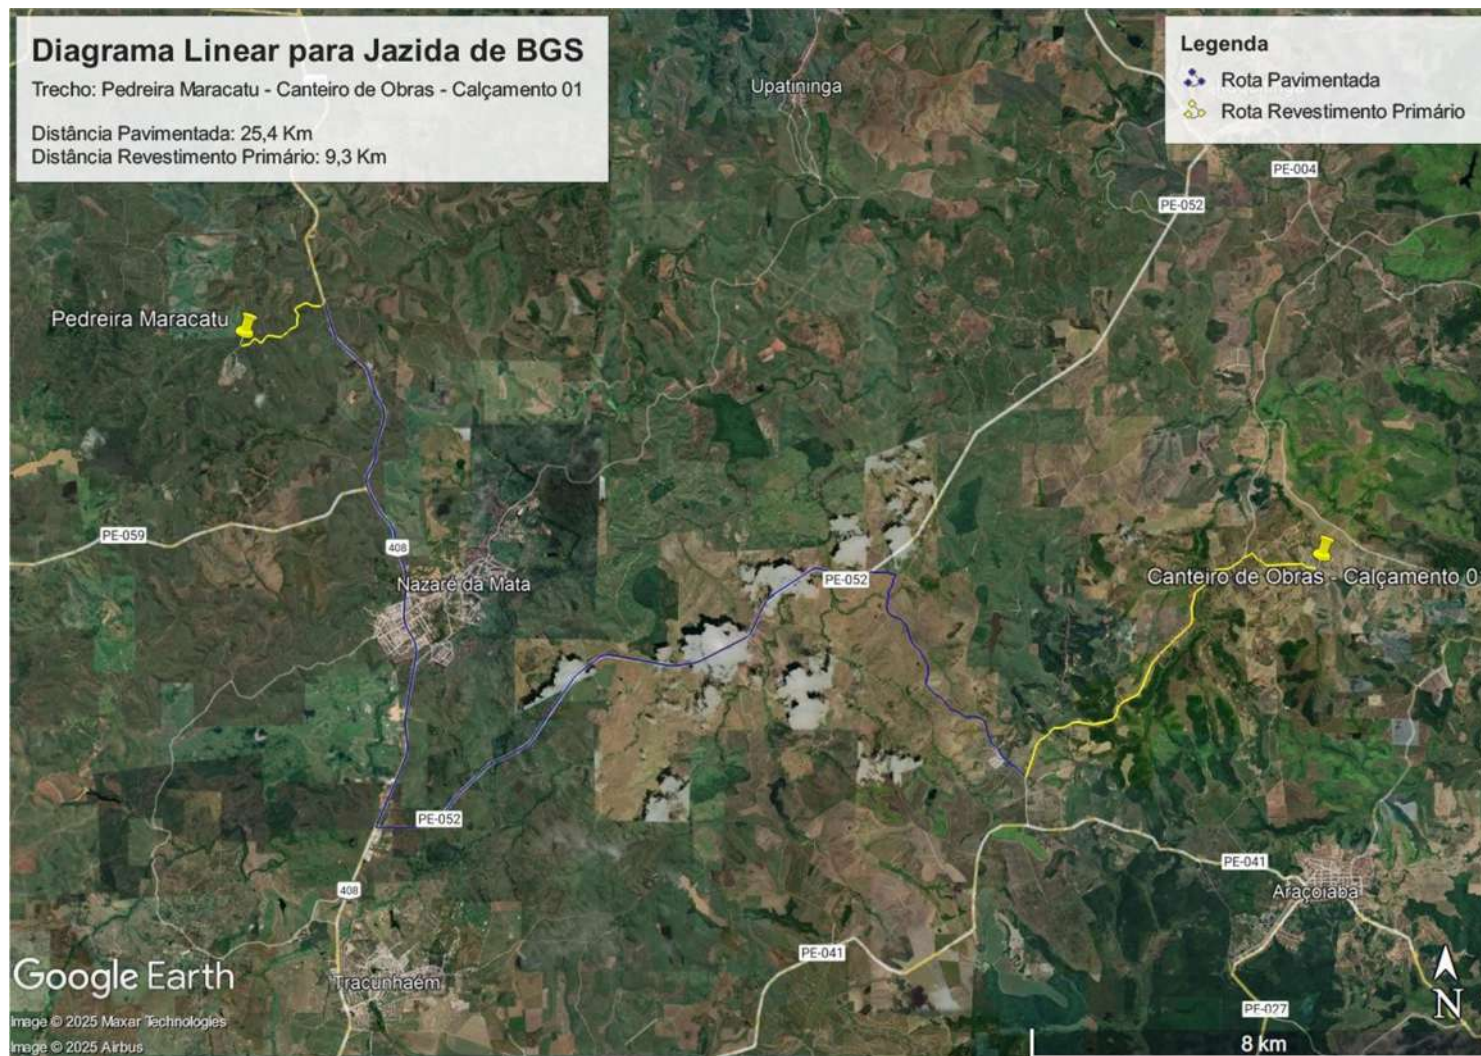 Diagrama Linear para Jazida de BGS
Trecho: Pedreira Maracatu - Canteiro de Obras - Calçamento 01
Distância Pavimentada: 25,4 Km
Distância Revestimento Primário: 9,3 Km
Legenda
Rota Pavimentada
Rota Revestimento Primário
Upatininga
PE-004
PE-052
Pedreira Maracatu
PE-059
408
Nazaré da Mata
PE-052
Canteiro de Obras - Calçamento 0
PE-052
408
PE-041
Araçoiaba
PE-041
Tracunhaém
PE-027
Google Earth
N
Image © 2025 Maxar Technologies
Image © 2025 Airbus
8 km